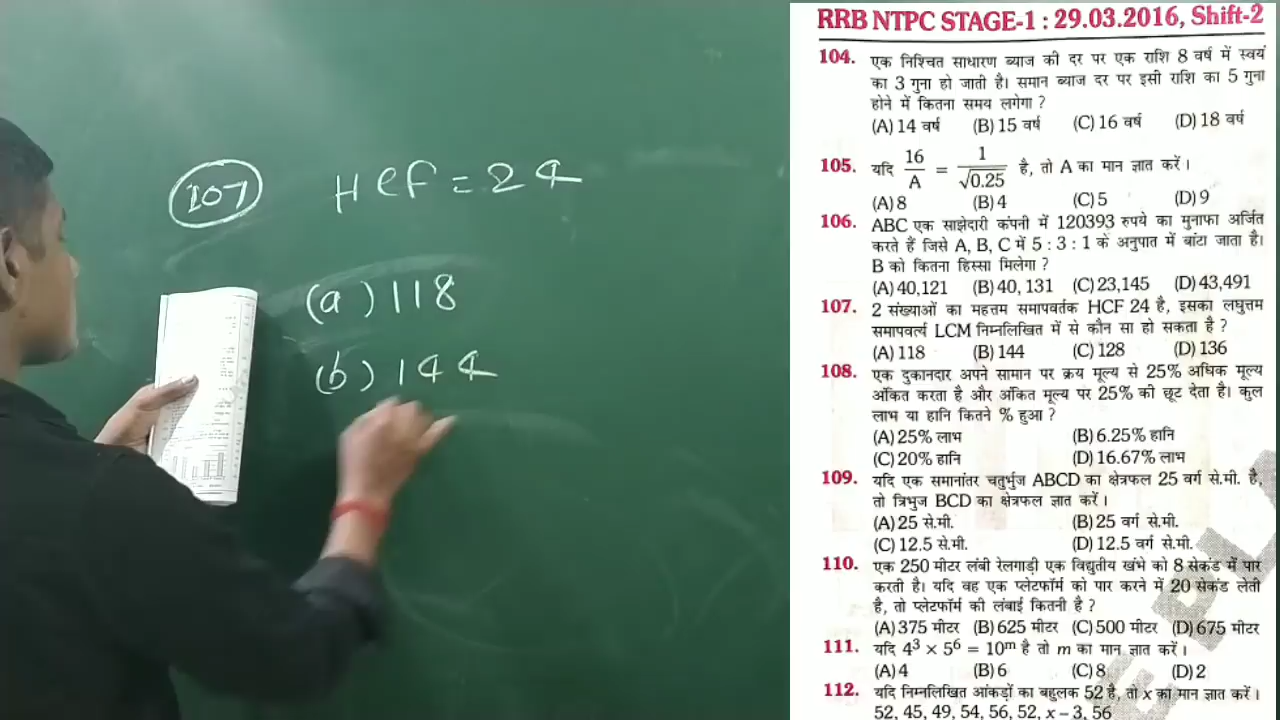 107 HCF = 24
(a) 118
(b) 144
RRB NTPC STAGE-1 : 29.03.2016, Shift-2
104. एक निश्चित साधारण ब्याज की दर पर एक राशि 8 वर्ष में स्वयं
का 3 गुना हो जाती है। समान ब्याज दर पर इसी राशि का 5 गुना
होने में कितना समय लगेगा ?
(A) 14 वर्ष (B) 15 वर्ष (C) 16 वर्ष (D) 18 वर्ष
105. यदि 16/A = 1/√0.25 है, तो A का मान ज्ञात करें।
(A) 8 (B) 4 (C) 5 (D) 9
106. ABC एक साझेदारी कंपनी में 120393 रुपये का मुनाफा अर्जित
करते हैं जिसे A, B, C में 5 : 3 : 1 के अनुपात में बांटा जाता है।
B को कितना हिस्सा मिलेगा ?
(A) 40,121 (B) 40, 131 (C) 23,145 (D) 43,491
107. 2 संख्याओं का महत्तम समापवर्तक HCF 24 है, इसका लघुत्तम
समापवर्त्य LCM निम्नलिखित में से कौन सा हो सकता है ?
(A) 118 (B) 144 (C) 128 (D) 136
108. एक दुकानदार अपने सामान पर क्रय मूल्य से 25% अधिक मूल्य
अंकित करता है और अंकित मूल्य पर 25% की छूट देता है। कुल
लाभ या हानि कितने % हुआ ?
(A) 25% लाभ (B) 6.25% हानि
(C) 20% हानि (D) 16.67% लाभ
109. यदि एक समानांतर चतुर्भुज ABCD का क्षेत्रफल 25 वर्ग से.मी. है,
तो त्रिभुज BCD का क्षेत्रफल ज्ञात करें।
(A) 25 से.मी. (B) 25 वर्ग से.मी.
(C) 12.5 से.मी. (D) 12.5 वर्ग से.मी.
110. एक 250 मीटर लंबी रेलगाड़ी एक विद्युतीय खंभे को 8 सेकंड में पार
करती है। यदि वह एक प्लेटफॉर्म को पार करने में 20 सेकंड लेती
है, तो प्लेटफॉर्म की लंबाई कितनी है ?
(A) 375 मीटर (B) 625 मीटर (C) 500 मीटर (D) 675 मीटर
111. यदि 4³ × 5⁶ = 10ᵐ है तो m का मान ज्ञात करें।
(A) 4 (B) 6 (C) 8 (D) 2
112. यदि निम्नलिखित आंकड़ों का बहुलक 52 है, तो x का मान ज्ञात करें।
52, 45, 49, 54, 56, 52, x – 3, 56